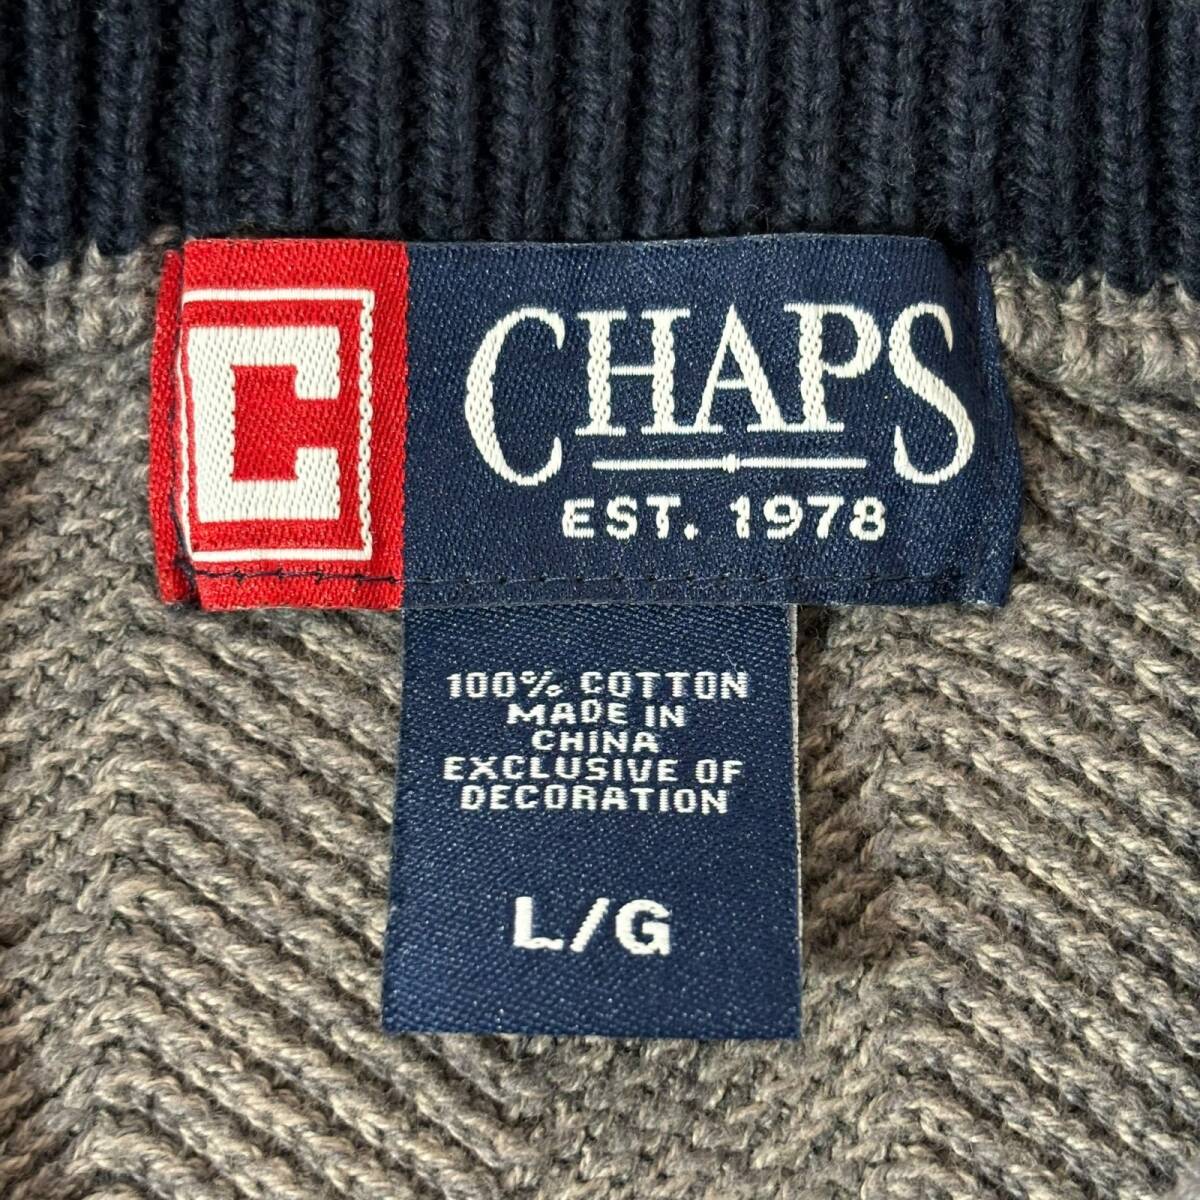 C
CHAPS
EST. 1978
100% COTTON
MADE IN
CHINA
EXCLUSIVE OF
DECORATION
L/G